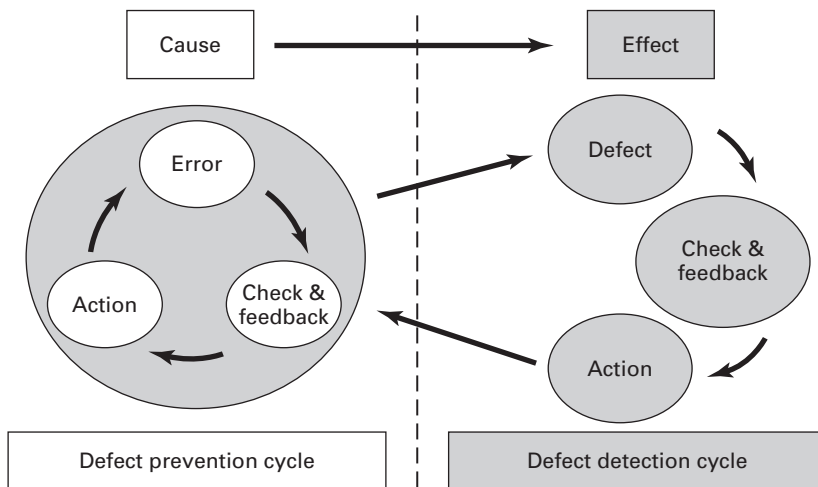 Cause
Effect
Error
Action
Check &
feedback
Defect
Check &
feedback
Action
Defect prevention cycle
Defect detection cycle